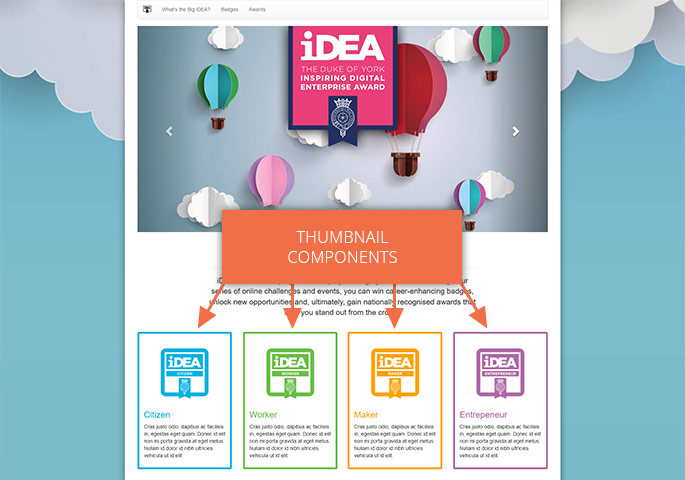 What's the Big iDEA? Badges Awards
iDEA
THE DUKE OF YORK
INSPIRING DIGITAL
ENTERPRISE AWARD
THUMBNAIL
COMPONENTS
series of online challenges and events, you can win career-enhancing badges,
unlock new opportunities and, ultimately, gain nationally recognised awards that
you stand out from the
iDEA
CITIZEN
Citizen
Cras justo odio, dapibus ac facilisis
in, egestas eget quam. Donec id elit
non mi porta gravida at eget metus.
Nullam id dolor id nibh ultricies
vehicula ut id elit.
iDEA
WORKER
Worker
Cras justo odio, dapibus ac facilisis
in, egestas eget quam. Donec id elit
non mi porta gravida at eget metus.
Nullam id dolor id nibh ultricies
vehicula ut id elit.
iDEA
MAKER
Maker
Cras justo odio, dapibus ac facilisis
in, egestas eget quam. Donec id elit
non mi porta gravida at eget metus.
Nullam id dolor id nibh ultricies
vehicula ut id elit.
iDEA
ENTREPRENEUR
Entrepeneur
Cras justo odio, dapibus ac facilisis
in, egestas eget quam. Donec id elit
non mi porta gravida at eget metus.
Nullam id dolor id nibh ultricies
vehicula ut id elit.